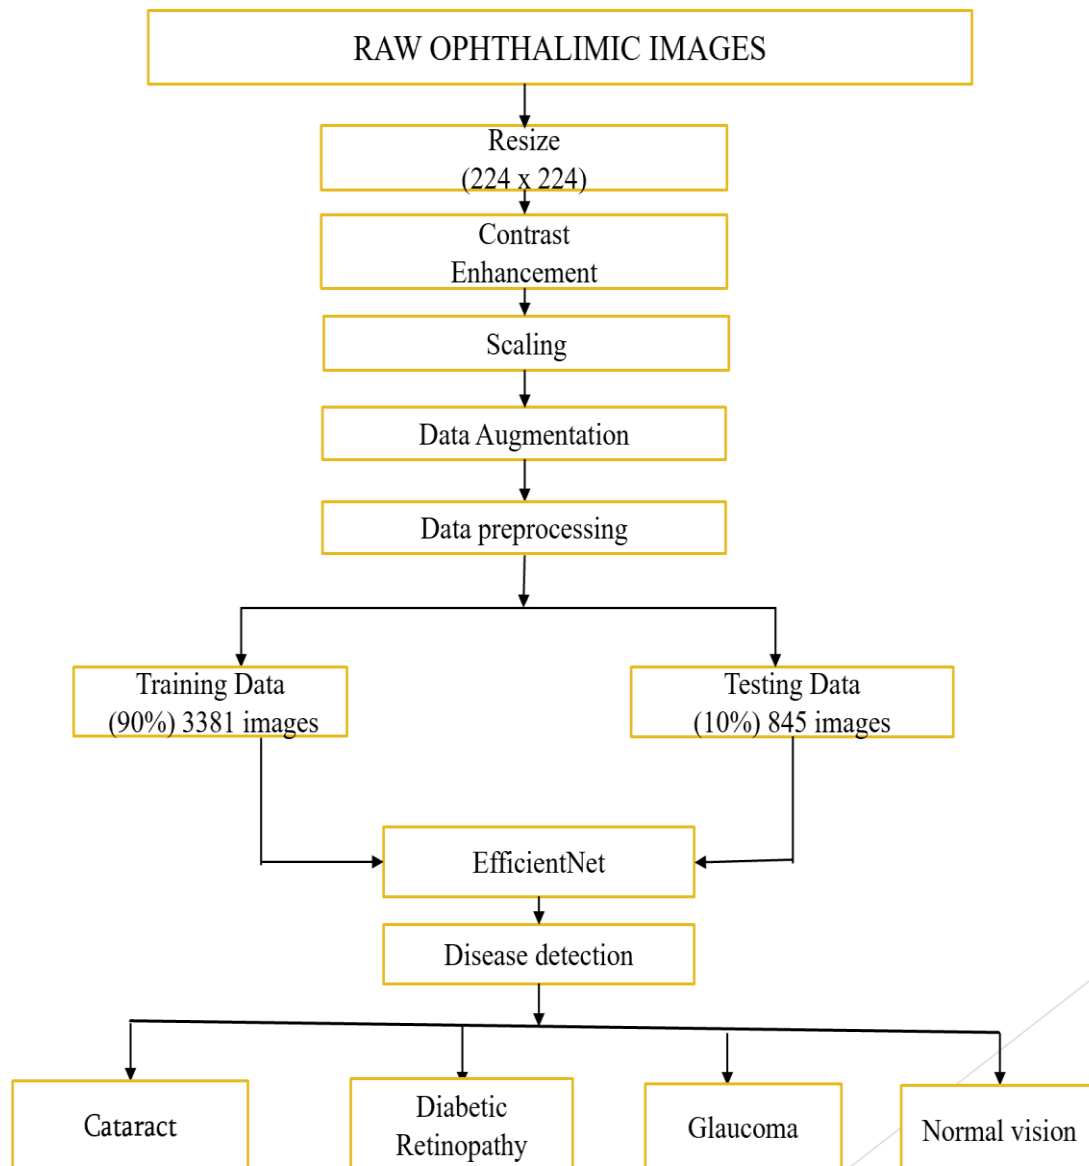 RAW OPHTHALIMIC IMAGES
Resize
(224 x 224)
Contrast
Enhancement
Scaling
Data Augmentation
Data preprocessing
Training Data
(90%) 3381 images
Testing Data
(10%) 845 images
EfficientNet
Disease detection
Cataract
Diabetic
Retinopathy
Glaucoma
Normal vision